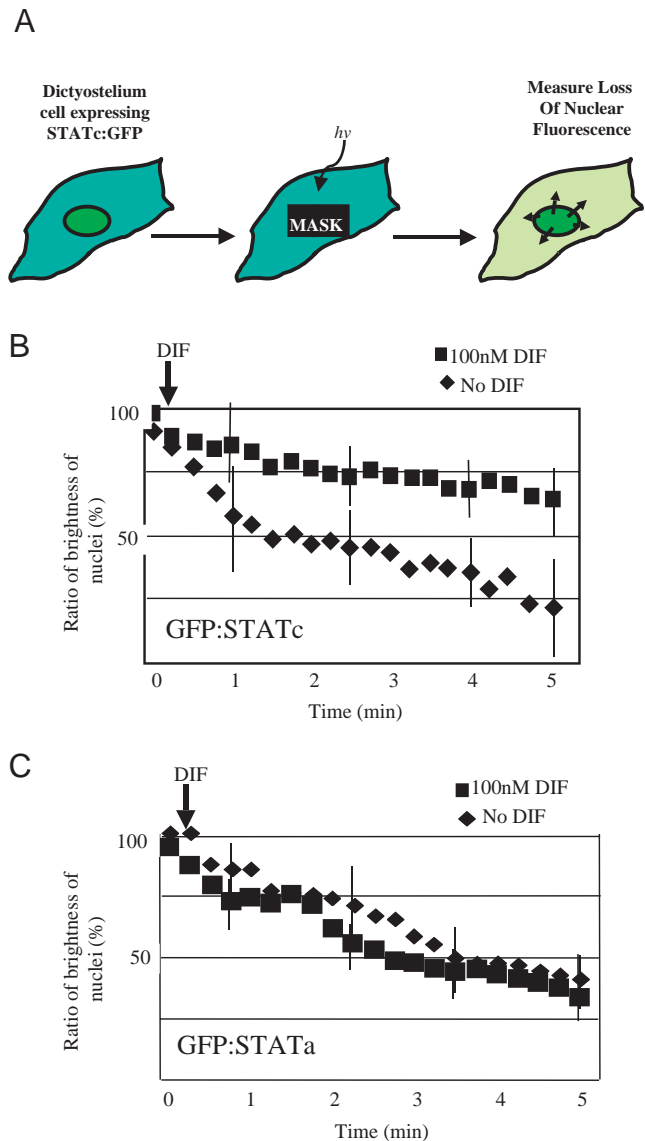 A
Dictyostelium
cell expressing
STATc:GFP
hν
MASK
Measure Loss
Of Nuclear
Fluorescence
B
DIF
100nM DIF
No DIF
100
50
Ratio of brightness of
nuclei (%)
GFP:STATc
0 1 2 3 4 5
Time (min)
C
DIF
100nM DIF
No DIF
100
50
Ratio of brightness of
nuclei (%)
GFP:STATa
0 1 2 3 4 5
Time (min)